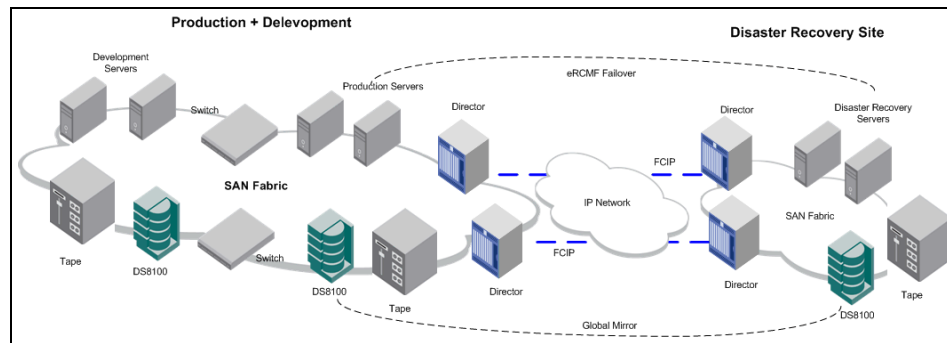 Production + Delevopment
Disaster Recovery Site
Development
Servers
Switch
Production Servers
eRCMF Failover
Director
Director
Disaster Recovery
Servers
FCIP
SAN Fabric
IP Network
SAN Fabric
Tape
DS8100
Switch
DS8100
Tape
Director
FCIP
Director
DS8100
Tape
Global Mirror